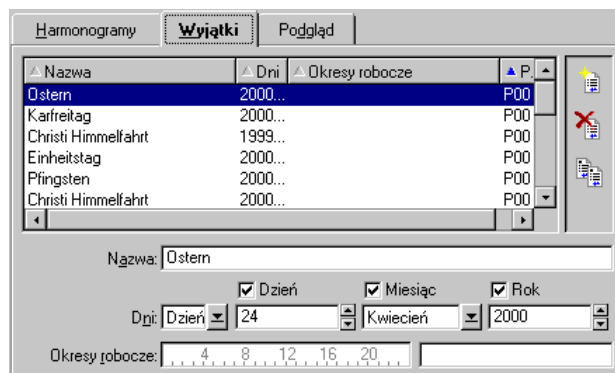 Harmonogramy Wyjątki Podgląd
Nazwa Dni Okresy robocze P.
Ostern 2000... P00
Karfreitag 2000... P00
Christi Himmelfahrt 1999... P00
Einheitstag 2000... P00
Pfingsten 2000... P00
Christi Himmelfahrt 2000... P00
Nazwa: Ostern
Dzień Miesiąc Rok
Dni: Dzień 24 Kwiecień 2000
Okresy robocze: 4 8 12 16 20